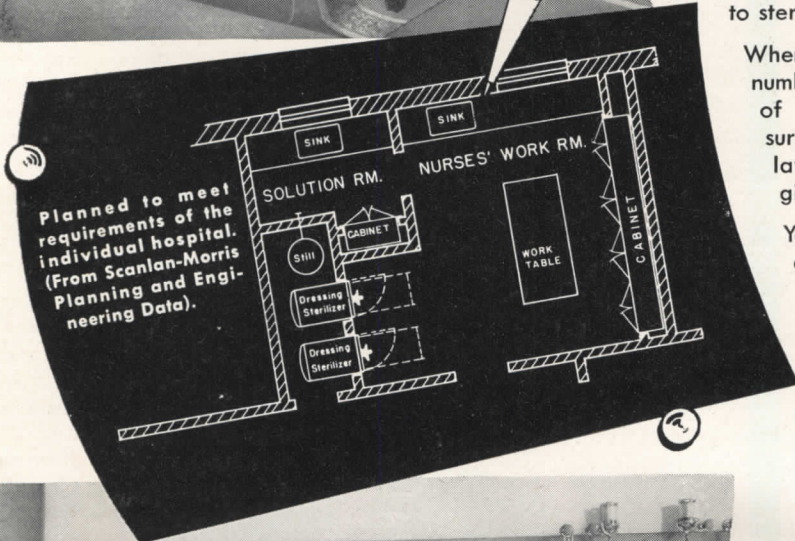 to ster
When
numb
of
sur
la
gi
Y
Planned to meet
requirements of the
individual hospital.
(From Scanlan-Morris
Planning and Engi-
neering Data).
SINK
SINK
SOLUTION RM.
NURSES' WORK RM.
CABINET
Still
WORK
TABLE
CABINET
Dressing
Sterilizer
Dressing
Sterilizer